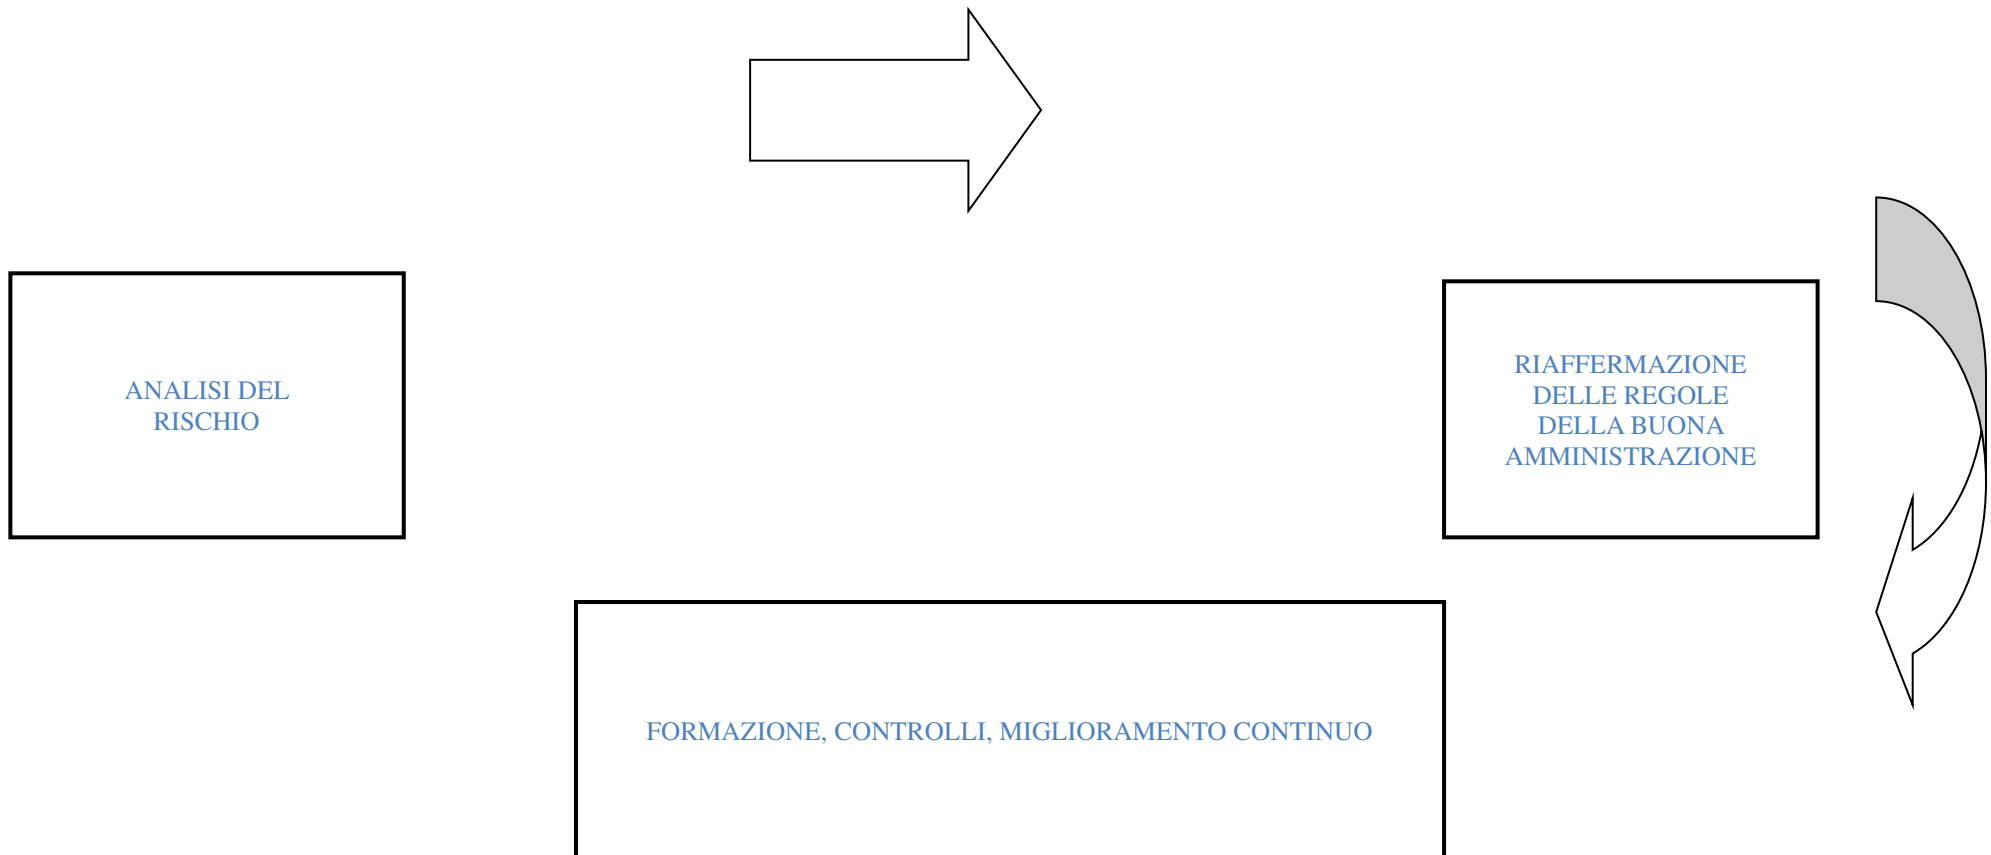 ANALISI DEL
RISCHIO
RIAFFERMAZIONE
DELLE REGOLE
DELLA BUONA
AMMINISTRAZIONE
FORMAZIONE, CONTROLLI, MIGLIORAMENTO CONTINUO